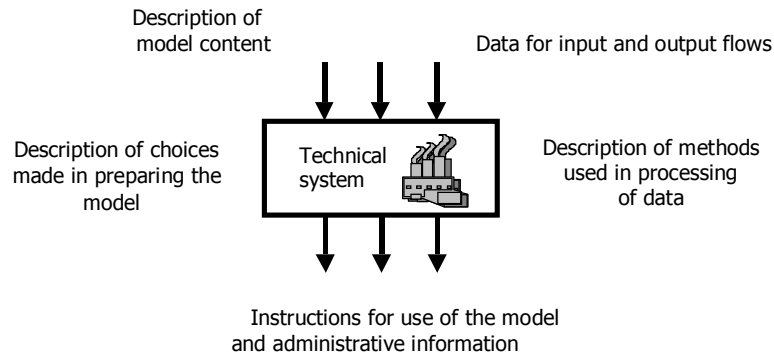 Description of
model content
Data for input and output flows
Description of choices
made in preparing the
model
Technical
system
Description of methods
used in processing
of data
Instructions for use of the model
and administrative information